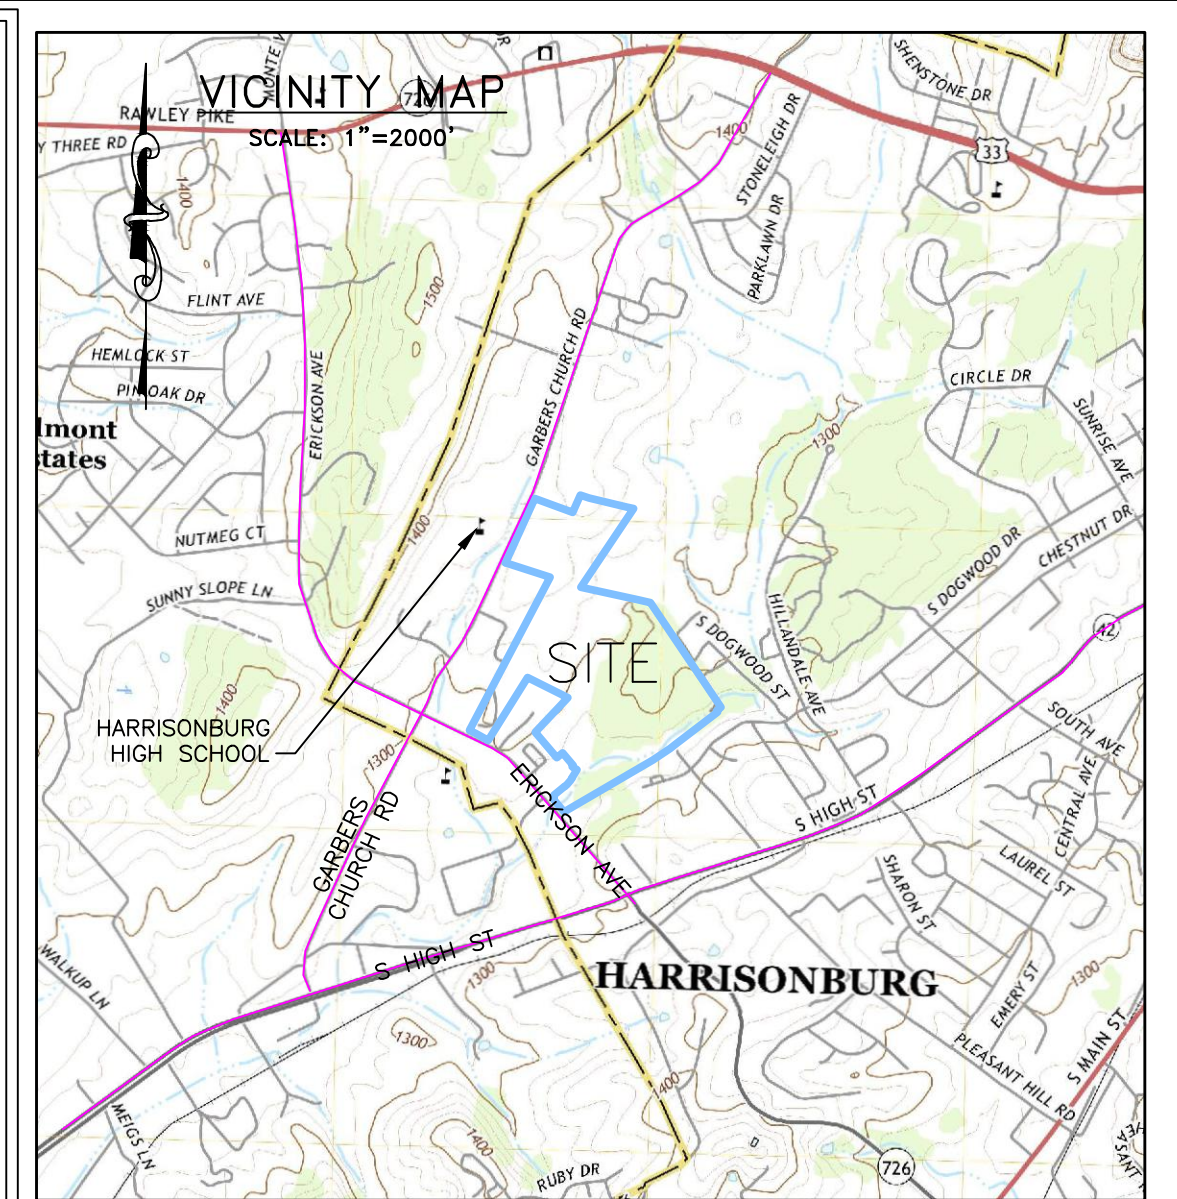 VICINITY MAP
SCALE: 1"=2000'
RAWLEY PIKE
Y THREE RD
1400
FLINT AVE
HEMLOCK ST
PIN OAK DR
lmont
states
ERICKSON AVE
1500
NUTMEG CT
SUNNY SLOPE LN
1400
1400
GARBERS CHURCH RD
SHENSTONE DR
33
1400
STONELEIGH DR
PARKLAWN DR
CIRCLE DR
SUNRISE AVE
1300
CHESTNUT DR
S DOGWOOD DR
HILLANDALE AVE
S DOGWOOD ST
42
SITE
HARRISONBURG
HIGH SCHOOL
1300
GARBERS
CHURCH RD
ERICKSON AVE
S HIGH ST
SOUTH AVE
CENTRAL AVE
LAUREL ST
SHARON ST
S HIGH ST
WALKUP LN
1300
1300
HARRISONBURG
EMERY ST
1300
PLEASANT HILL RD
S MAIN ST
MEIGS LN
1400
RUBY DR
726